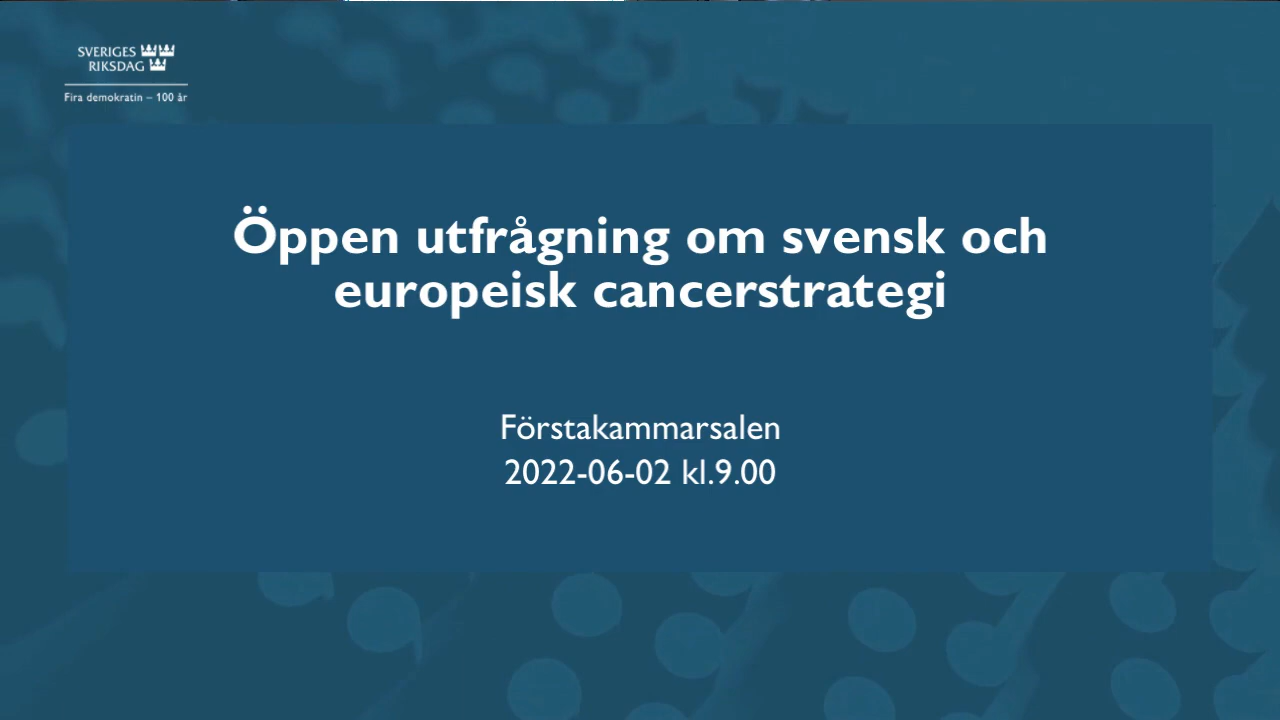 SVERIGES
RIKSDAG
Fira demokratin – 100 år
Öppen utfrågning om svensk och
europeisk cancerstrategi
Förstakammarsalen
2022-06-02 kl.9.00